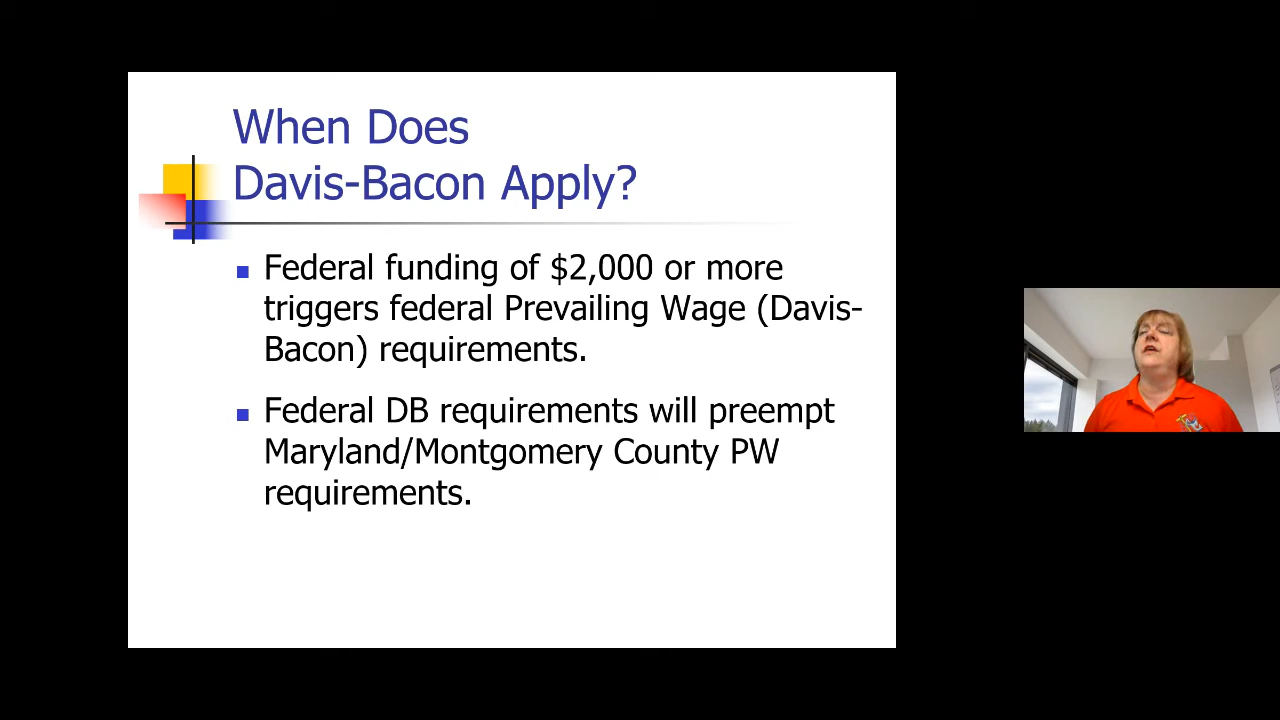 When Does
Davis-Bacon Apply?
Federal funding of $2,000 or more
triggers federal Prevailing Wage (Davis-
Bacon) requirements.
Federal DB requirements will preempt
Maryland/Montgomery County PW
requirements.